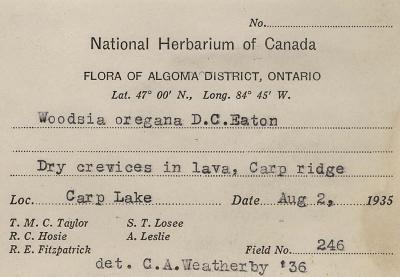 No.
National Herbarium of Canada
FLORA OF ALGOMA DISTRICT, ONTARIO
Lat. 47° 00' N., Long. 84° 45' W.
Woodsia oregana D.C.Eaton
Dry crevices in lava, Carp ridge
Loc. Carp Lake Date Aug 2, 1935
T. M. C. Taylor S. T. Losee
R. C. Hosie A. Leslie
R. E. Fitzpatrick Field No. 246
det. C.A.Weatherby '36